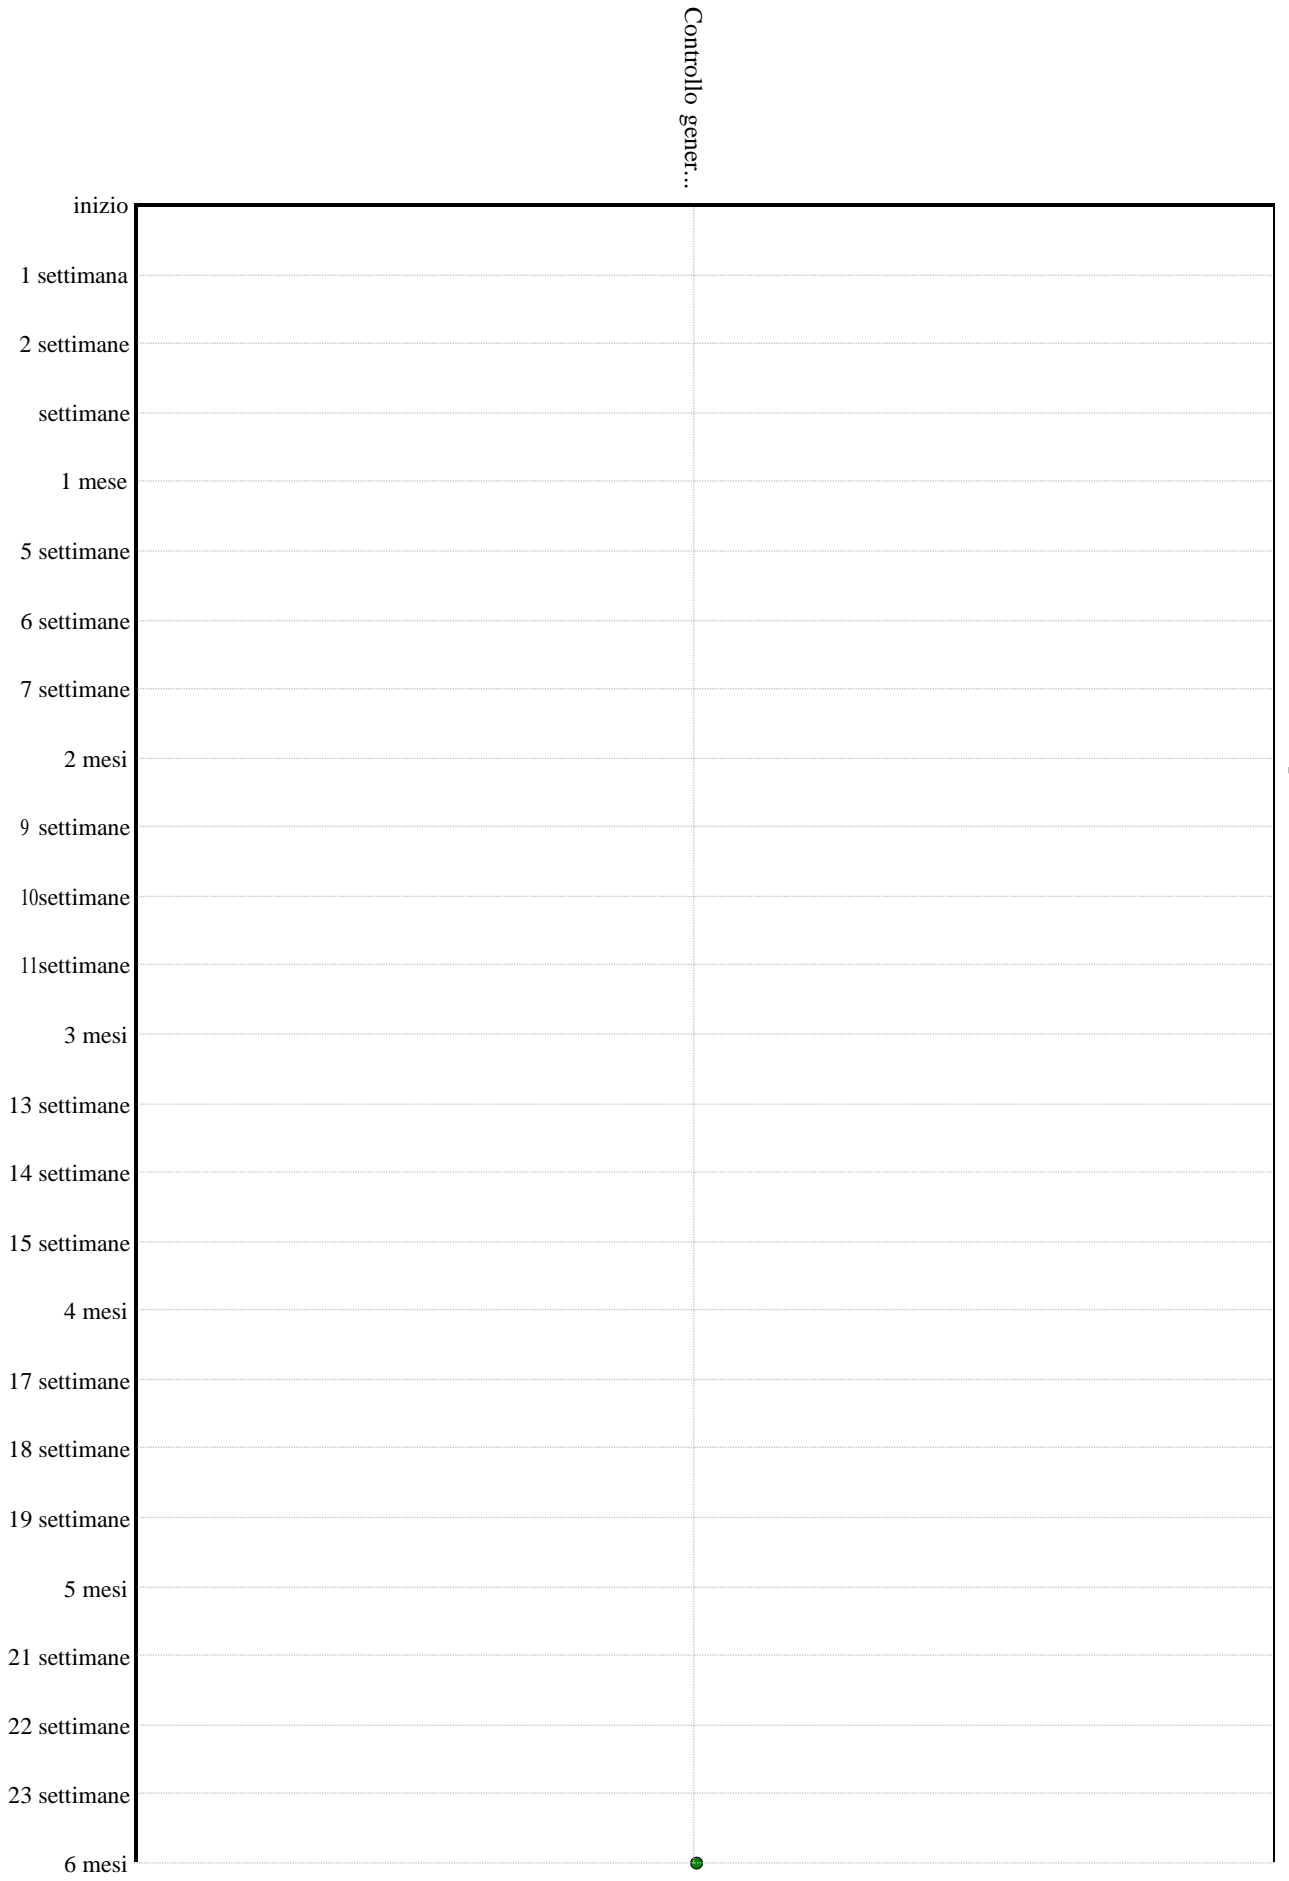 Controllo gener...
inizio
1 settimana
2 settimane
settimane
1 mese
5 settimane
6 settimane
7 settimane
2 mesi
9 settimane
10settimane
11settimane
3 mesi
13 settimane
14 settimane
15 settimane
4 mesi
17 settimane
18 settimane
19 settimane
5 mesi
21 settimane
22 settimane
23 settimane
6 mesi